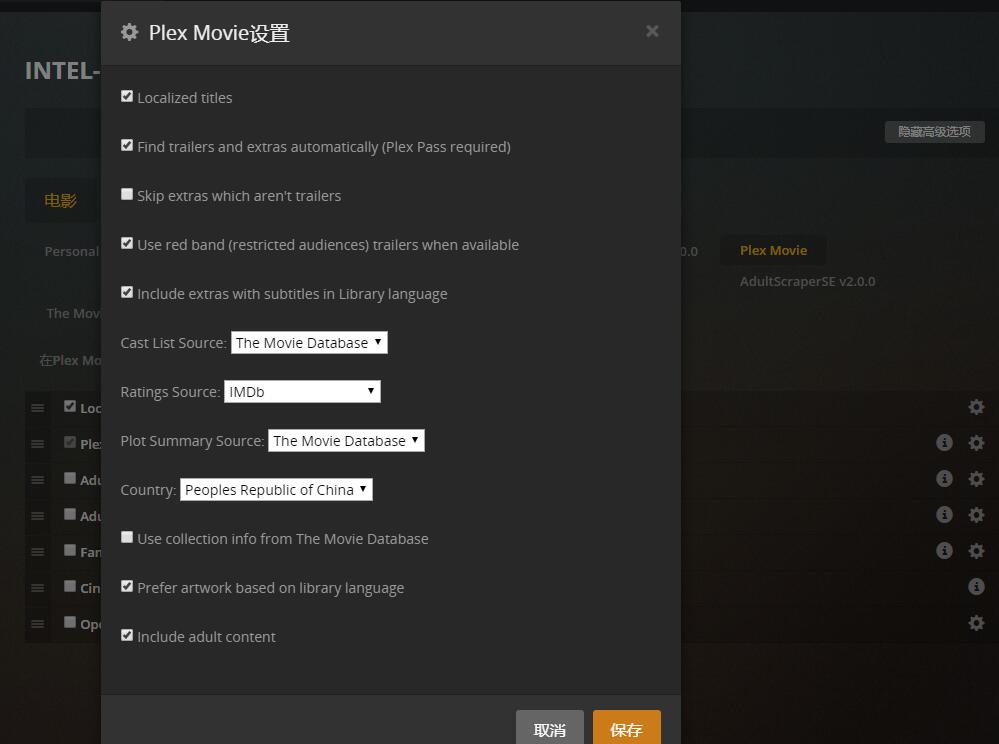 Plex Movie设置
×
INTEL-
Localized titles
隐藏高级选项
Find trailers and extras automatically (Plex Pass required)
电影
Skip extras which aren't trailers
Use red band (restricted audiences) trailers when available
Personal
0.0
Plex Movie
AdultScraperSE v2.0.0
Include extras with subtitles in Library language
The Mov
Cast List Source: The Movie Database
在Plex Mo
Ratings Source: IMDb
Loc
Plot Summary Source: The Movie Database
Ple
Adu
Country: Peoples Republic of China
Adu
Use collection info from The Movie Database
Fan
Prefer artwork based on library language
Cin
Ope
Include adult content
取消
保存